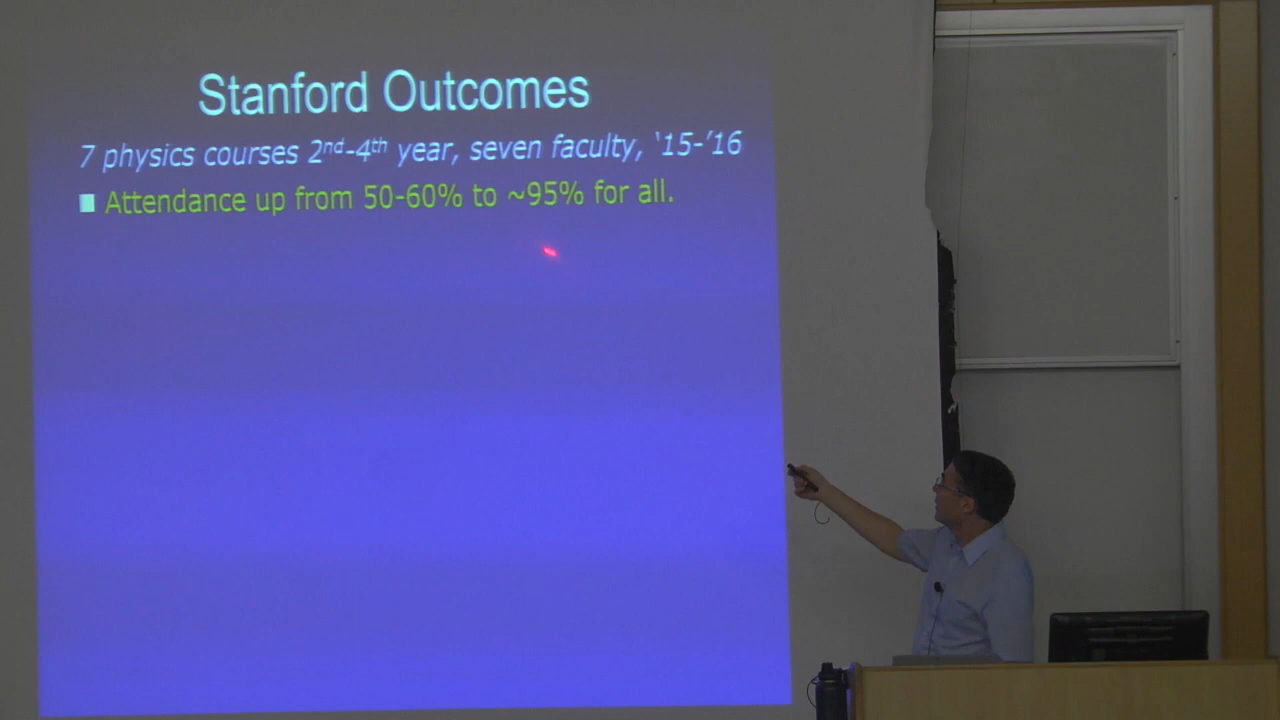 Stanford Outcomes
7 physics courses 2nd-4th year, seven faculty, ‘15-’16
Attendance up from 50-60% to ~95% for all.